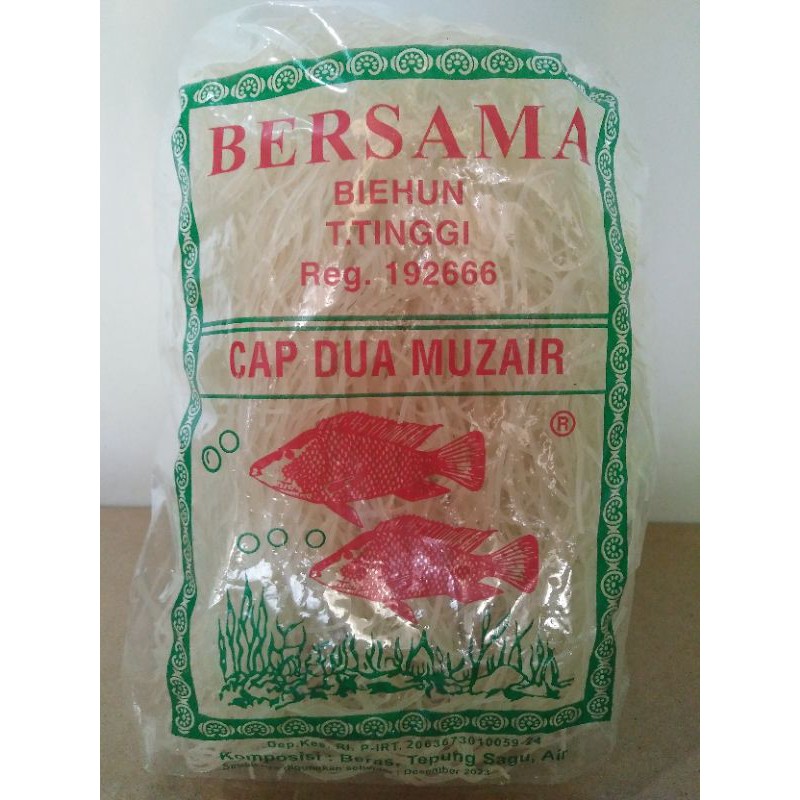 BERSAMA
BIEHUN
T.TINGGI
Reg. 192666
CAP DUA MUZAIR
®
Dep.Kes. RI. P-IRT. 2063673010059-24
Komposisi : Beras, Tepung Sagu, Air
Desember 2023